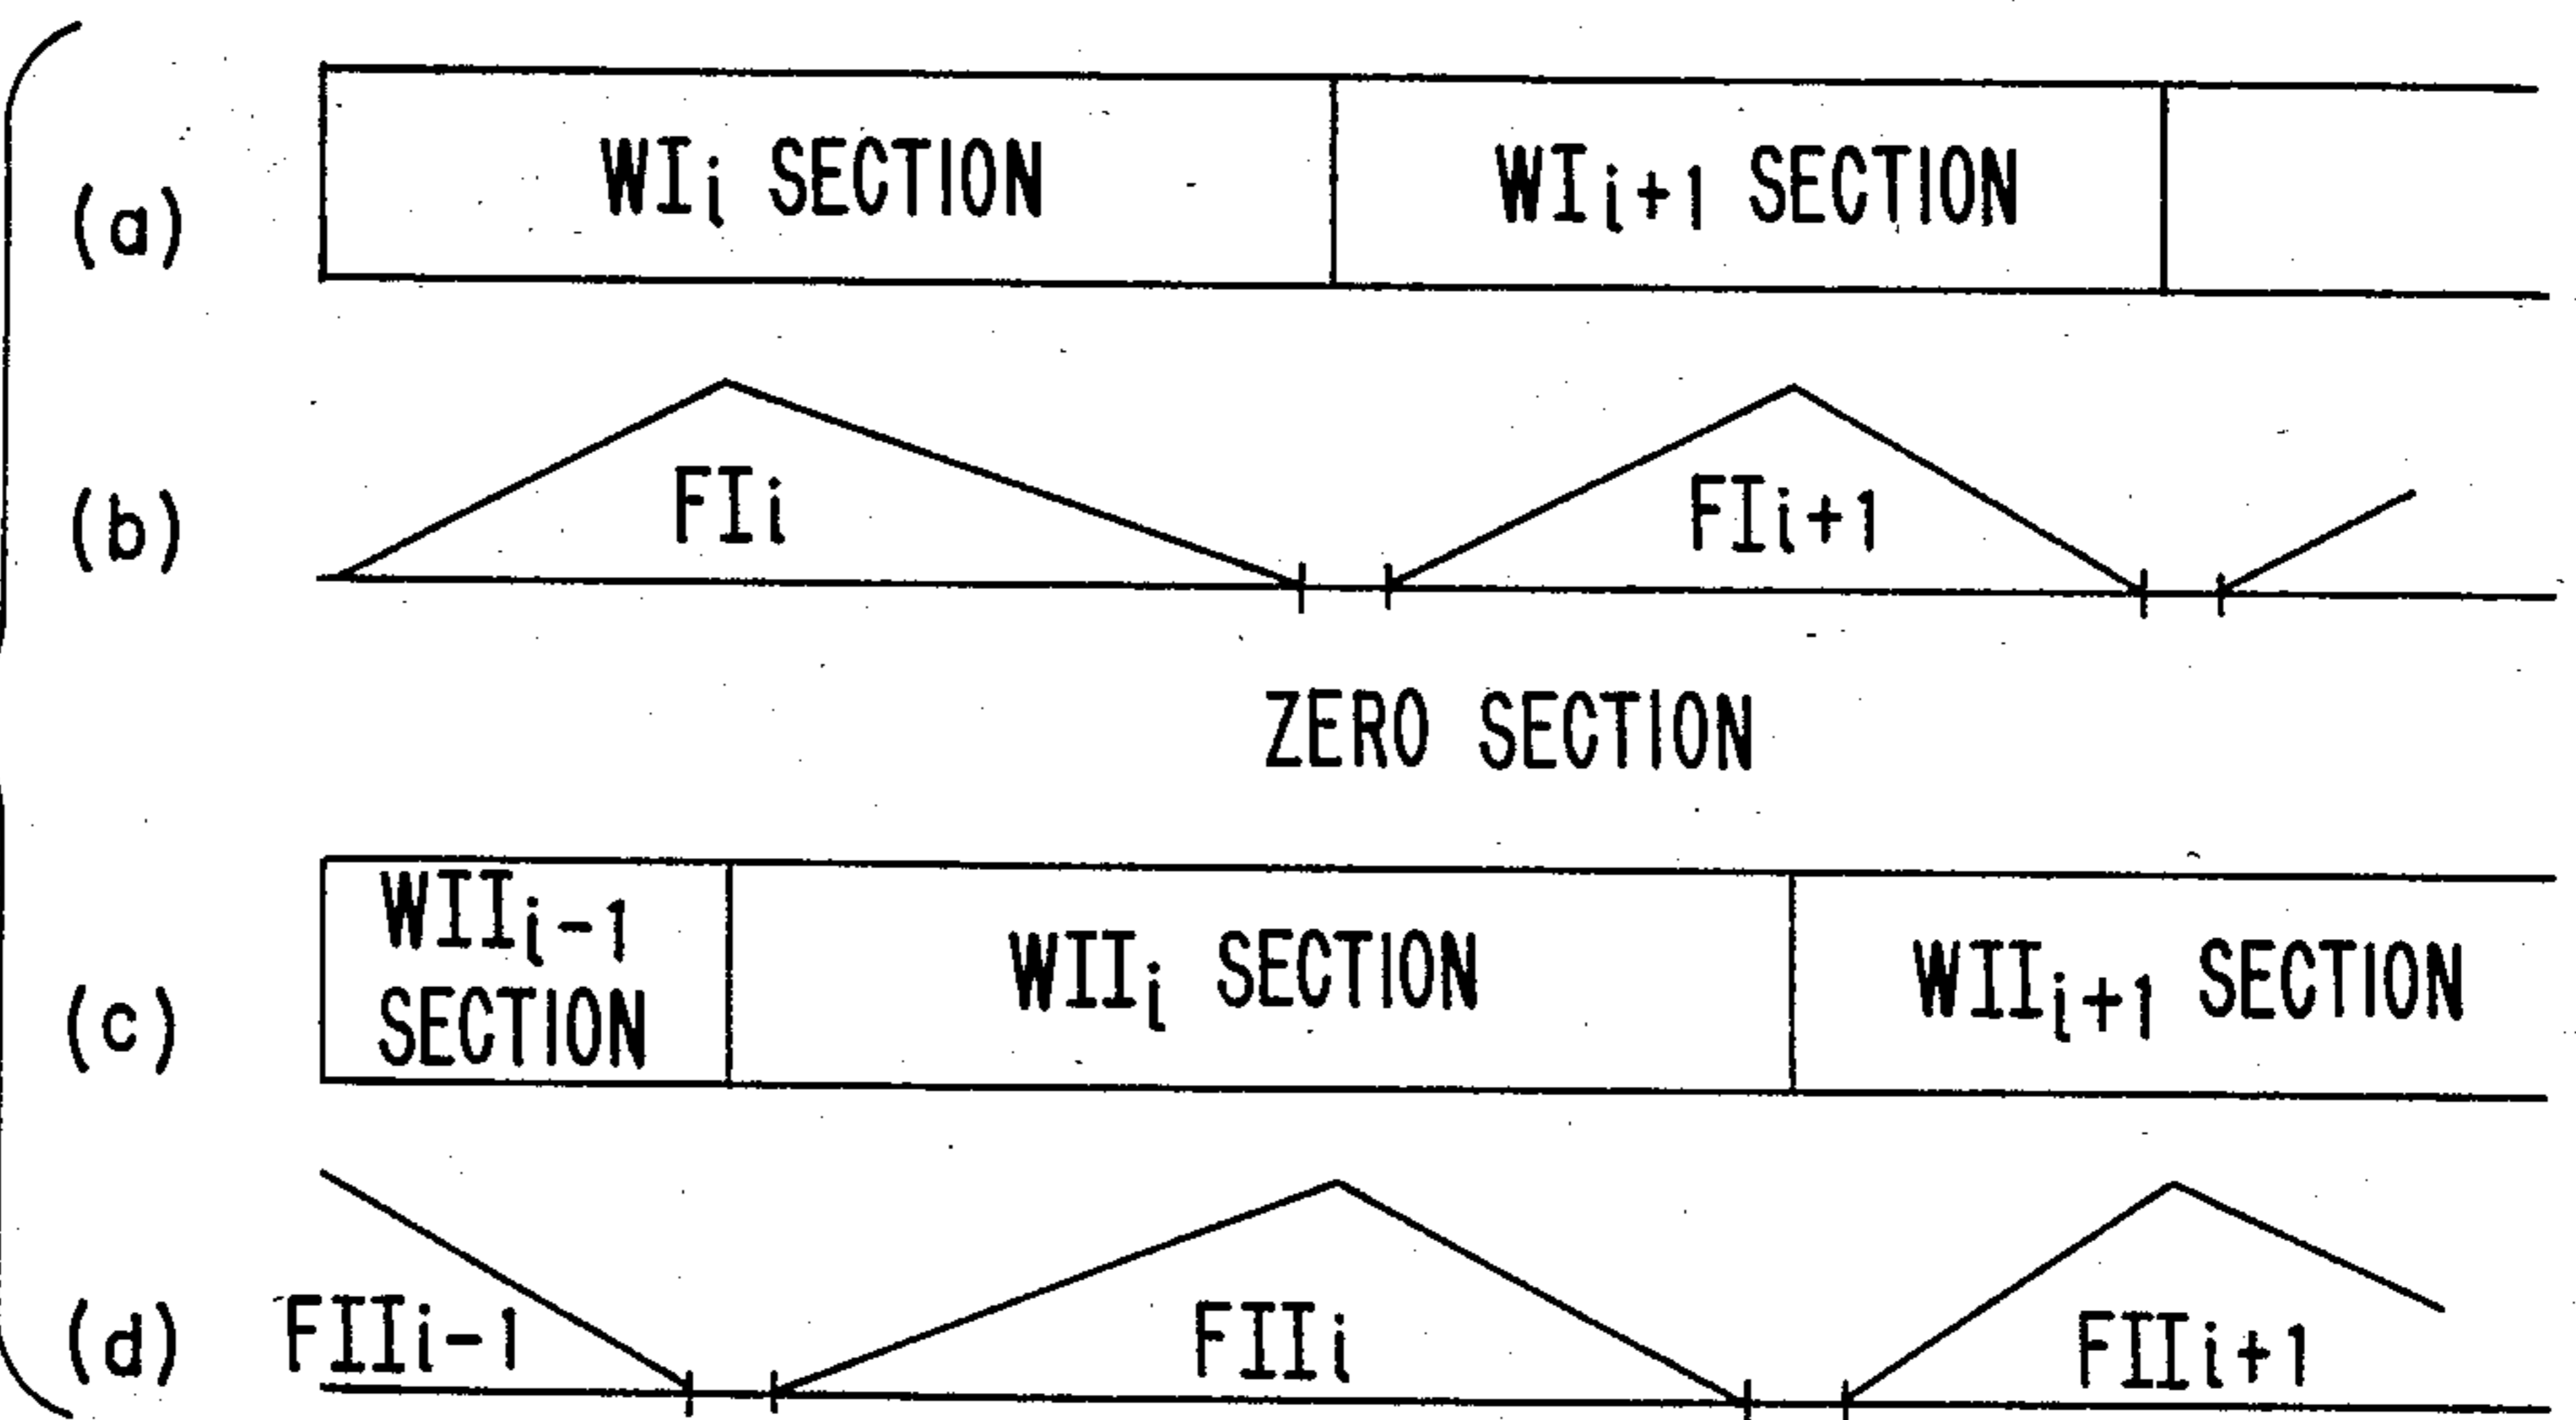 (a)
WIi SECTION
WIi+1 SECTION
(b)
FIi
FIi+1
ZERO SECTION
(c)
WIIi-1
SECTION
WIIi SECTION
WIIi+1 SECTION
(d)
FIIi-1
FIIi
FIIi+1